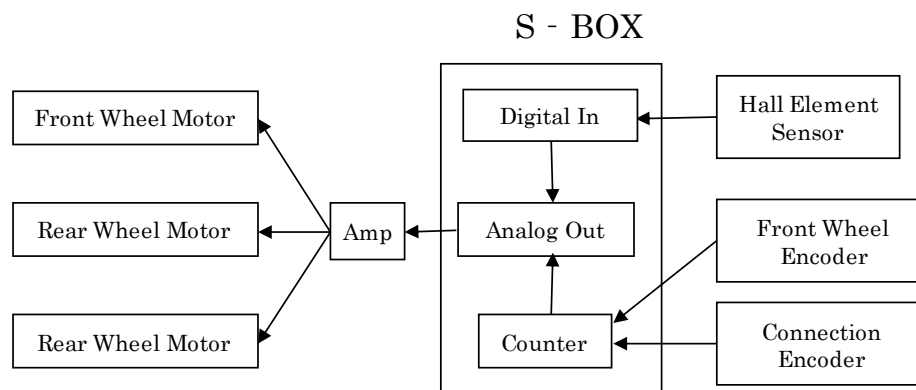 S - BOX
Front Wheel Motor
Digital In
Hall Element
Sensor
Rear Wheel Motor
Amp
Analog Out
Front Wheel
Encoder
Rear Wheel Motor
Counter
Connection
Encoder